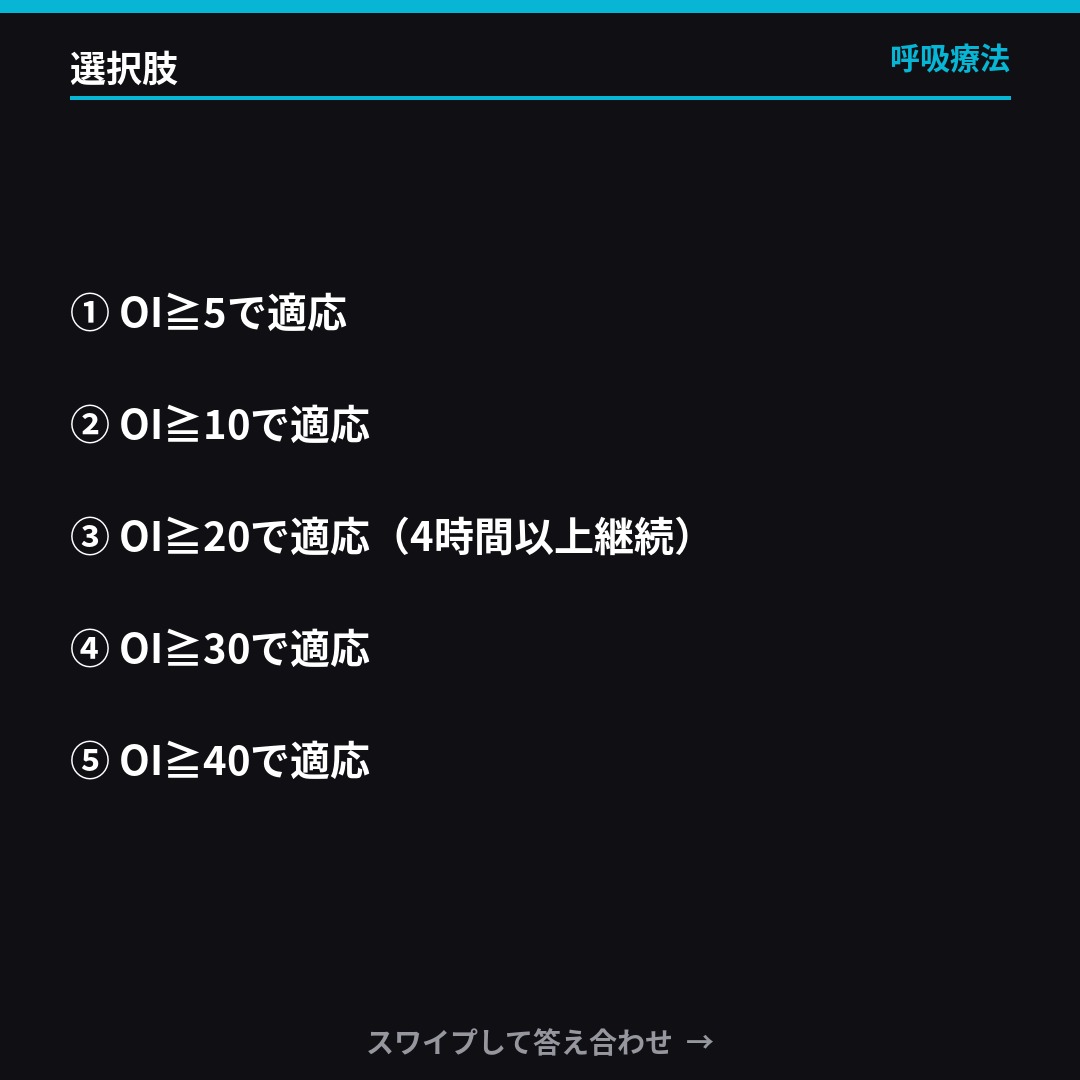 選択肢
呼吸療法
① OI≧5で適応
② OI≧10で適応
③ OI≧20で適応（4時間以上継続）
④ OI≧30で適応
⑤ OI≧40で適応
スワイプして答え合わせ →